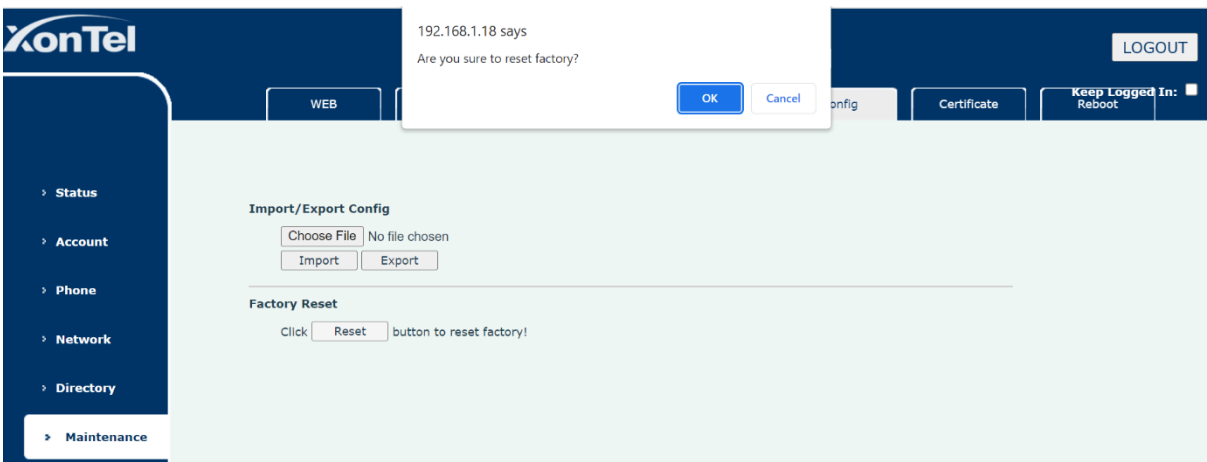 XonTel
192.168.1.18 says
Are you sure to reset factory?
OK
Cancel
LOGOUT
Keep Logged In:
WEB
onfig
Certificate
Reboot
Status
Account
Phone
Network
Directory
Maintenance
Import/Export Config
Choose File No file chosen
Import Export
Factory Reset
Click Reset button to reset factory!